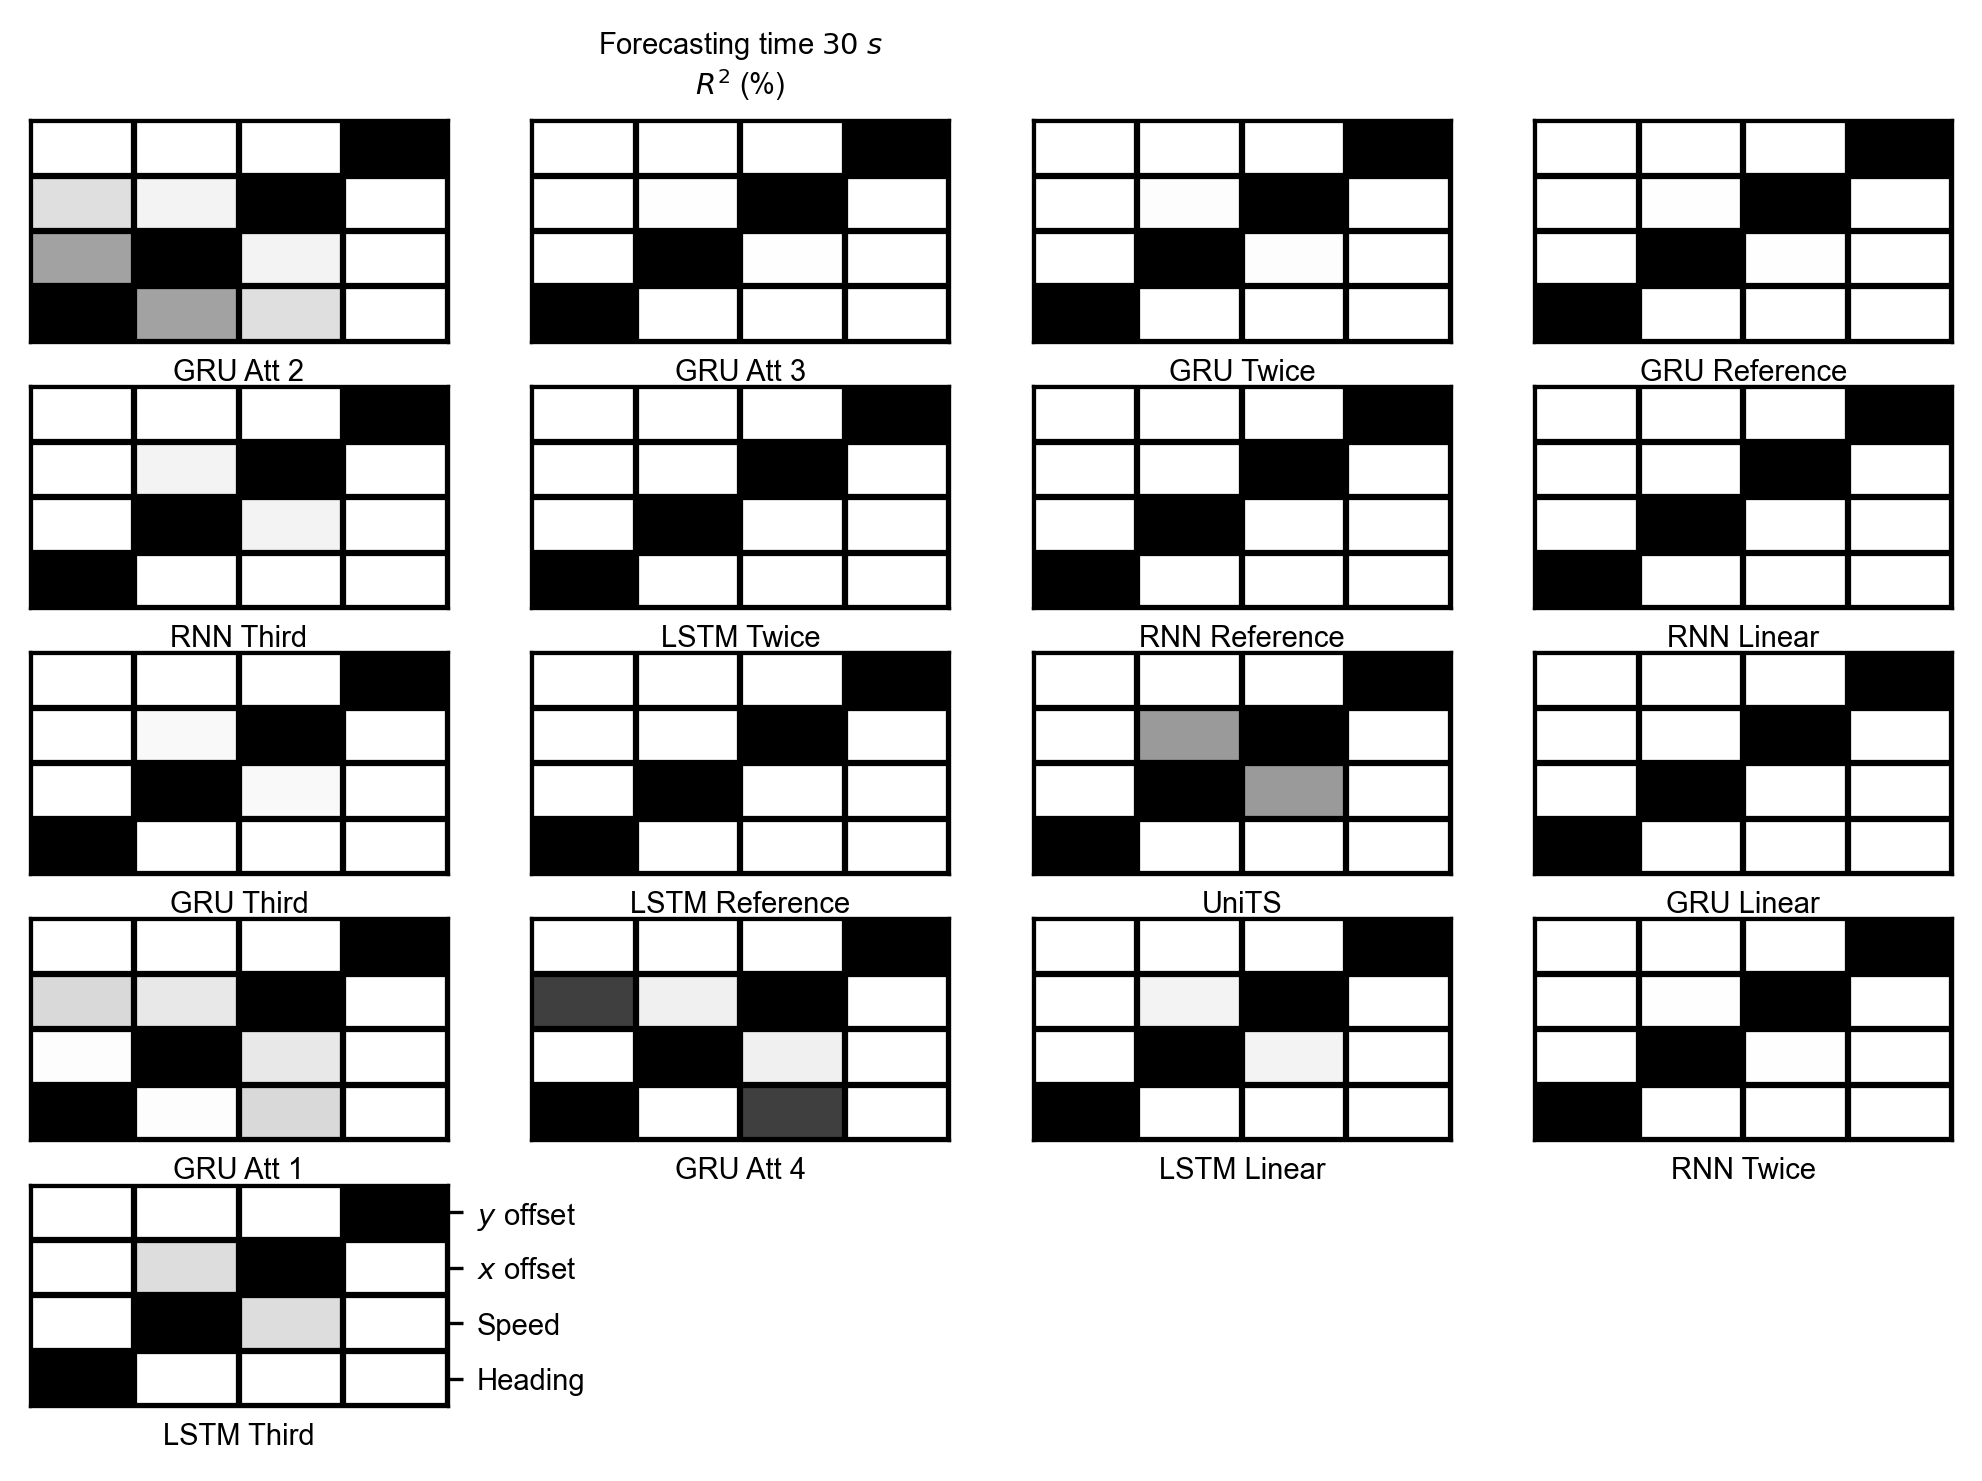 Forecasting time 30 s
R² (%)
GRU Att 2
GRU Att 3
GRU Twice
GRU Reference
RNN Third
LSTM Twice
RNN Reference
RNN Linear
GRU Third
LSTM Reference
UniTS
GRU Linear
GRU Att 1
GRU Att 4
LSTM Linear
RNN Twice
y offset
x offset
Speed
Heading
LSTM Third